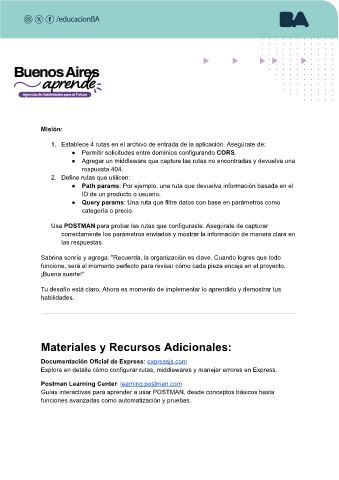 /educacionBA
BA
Buenos Aires
aprende
Agencia de Habilidades para el Futuro
Misión:
1. Establece 4 rutas en el archivo de entrada de la aplicación. Asegúrate de:
● Permitir solicitudes entre dominios configurando CORS.
● Agregar un middleware que capture las rutas no encontradas y devuelva una
respuesta 404.
2. Define rutas que utilicen:
● Path params: Por ejemplo, una ruta que devuelva información basada en el
ID de un producto o usuario.
● Query params: Una ruta que filtre datos con base en parámetros como
categoría o precio.
Usa POSTMAN para probar las rutas que configuraste. Asegúrate de capturar
correctamente los parámetros enviados y mostrar la información de manera clara en
las respuestas.
Sabrina sonríe y agrega: "Recuerda, la organización es clave. Cuando logres que todo
funcione, será el momento perfecto para revisar cómo cada pieza encaja en el proyecto.
¡Buena suerte!"
Tu desafío está claro. Ahora es momento de implementar lo aprendido y demostrar tus
habilidades.
Materiales y Recursos Adicionales:
Documentación Oficial de Express: expressjs.com
Explora en detalle cómo configurar rutas, middlewares y manejar errores en Express.
Postman Learning Center: learning.postman.com
Guías interactivas para aprender a usar POSTMAN, desde conceptos básicos hasta
funciones avanzadas como automatización y pruebas.